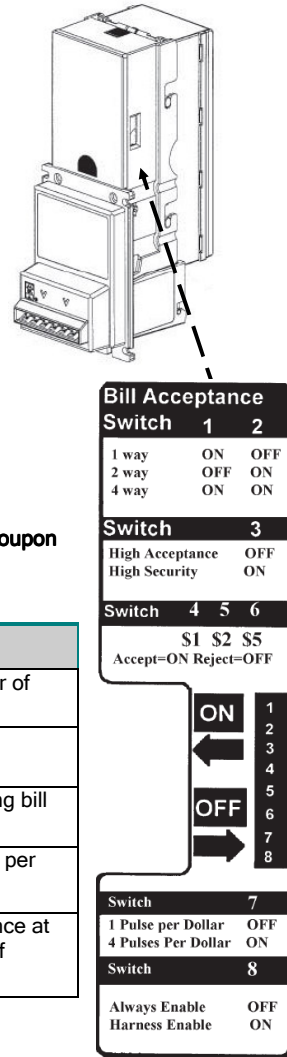 Bill Acceptance
Switch 1 2
1 way ON OFF
2 way OFF ON
4 way ON ON
oupon
Switch 3
High Acceptance OFF
High Security ON
Switch 4 5 6
$1 $2 $5
Accept=ON Reject=OFF
r of
g bill
per
ce at
f
ON
OFF
1
2
3
4
5
6
7
8
Switch 7
1 Pulse per Dollar OFF
4 Pulses Per Dollar ON
Switch 8
Always Enable OFF
Harness Enable ON